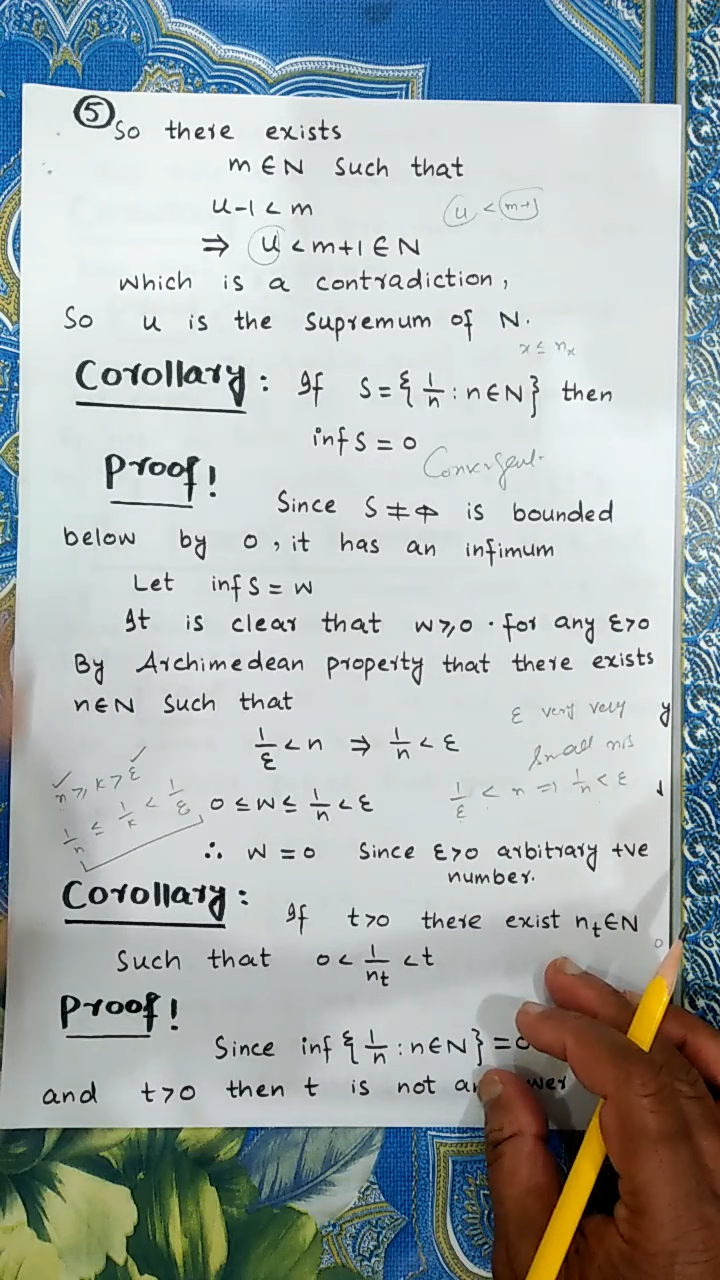 ⑤ So there exists
m ∈ N such that
u-1 < m
u < m+1
⇒ u < m+1 ∈ N
which is a contradiction,
So u is the supremum of N.
x ≤ nₓ
Corollary: If S = { 1/n : n ∈ N } then
inf S = 0
Convergent.
Proof!
Since S ≠ φ is bounded
below by 0, it has an infimum
Let inf S = w
It is clear that w ⩾ 0. for any ε>0
By Archimedean property that there exists
n ∈ N such that
ε very very
small
1/ε < n ⇒ 1/n < ε
✓ n ⩾ k > ε ✓
1/n ≤ 1/k < 1/ε
0 ≤ w ≤ 1/n < ε
1/ε < n ⇒ 1/n < ε
∴ w = 0 Since ε>0 arbitrary +ve
number.
Corollary: If t>0 there exist nₜ ∈ N
Such that 0 < 1/nₜ < t
Proof!
Since inf { 1/n : n ∈ N } = 0
and t>0 then t is not